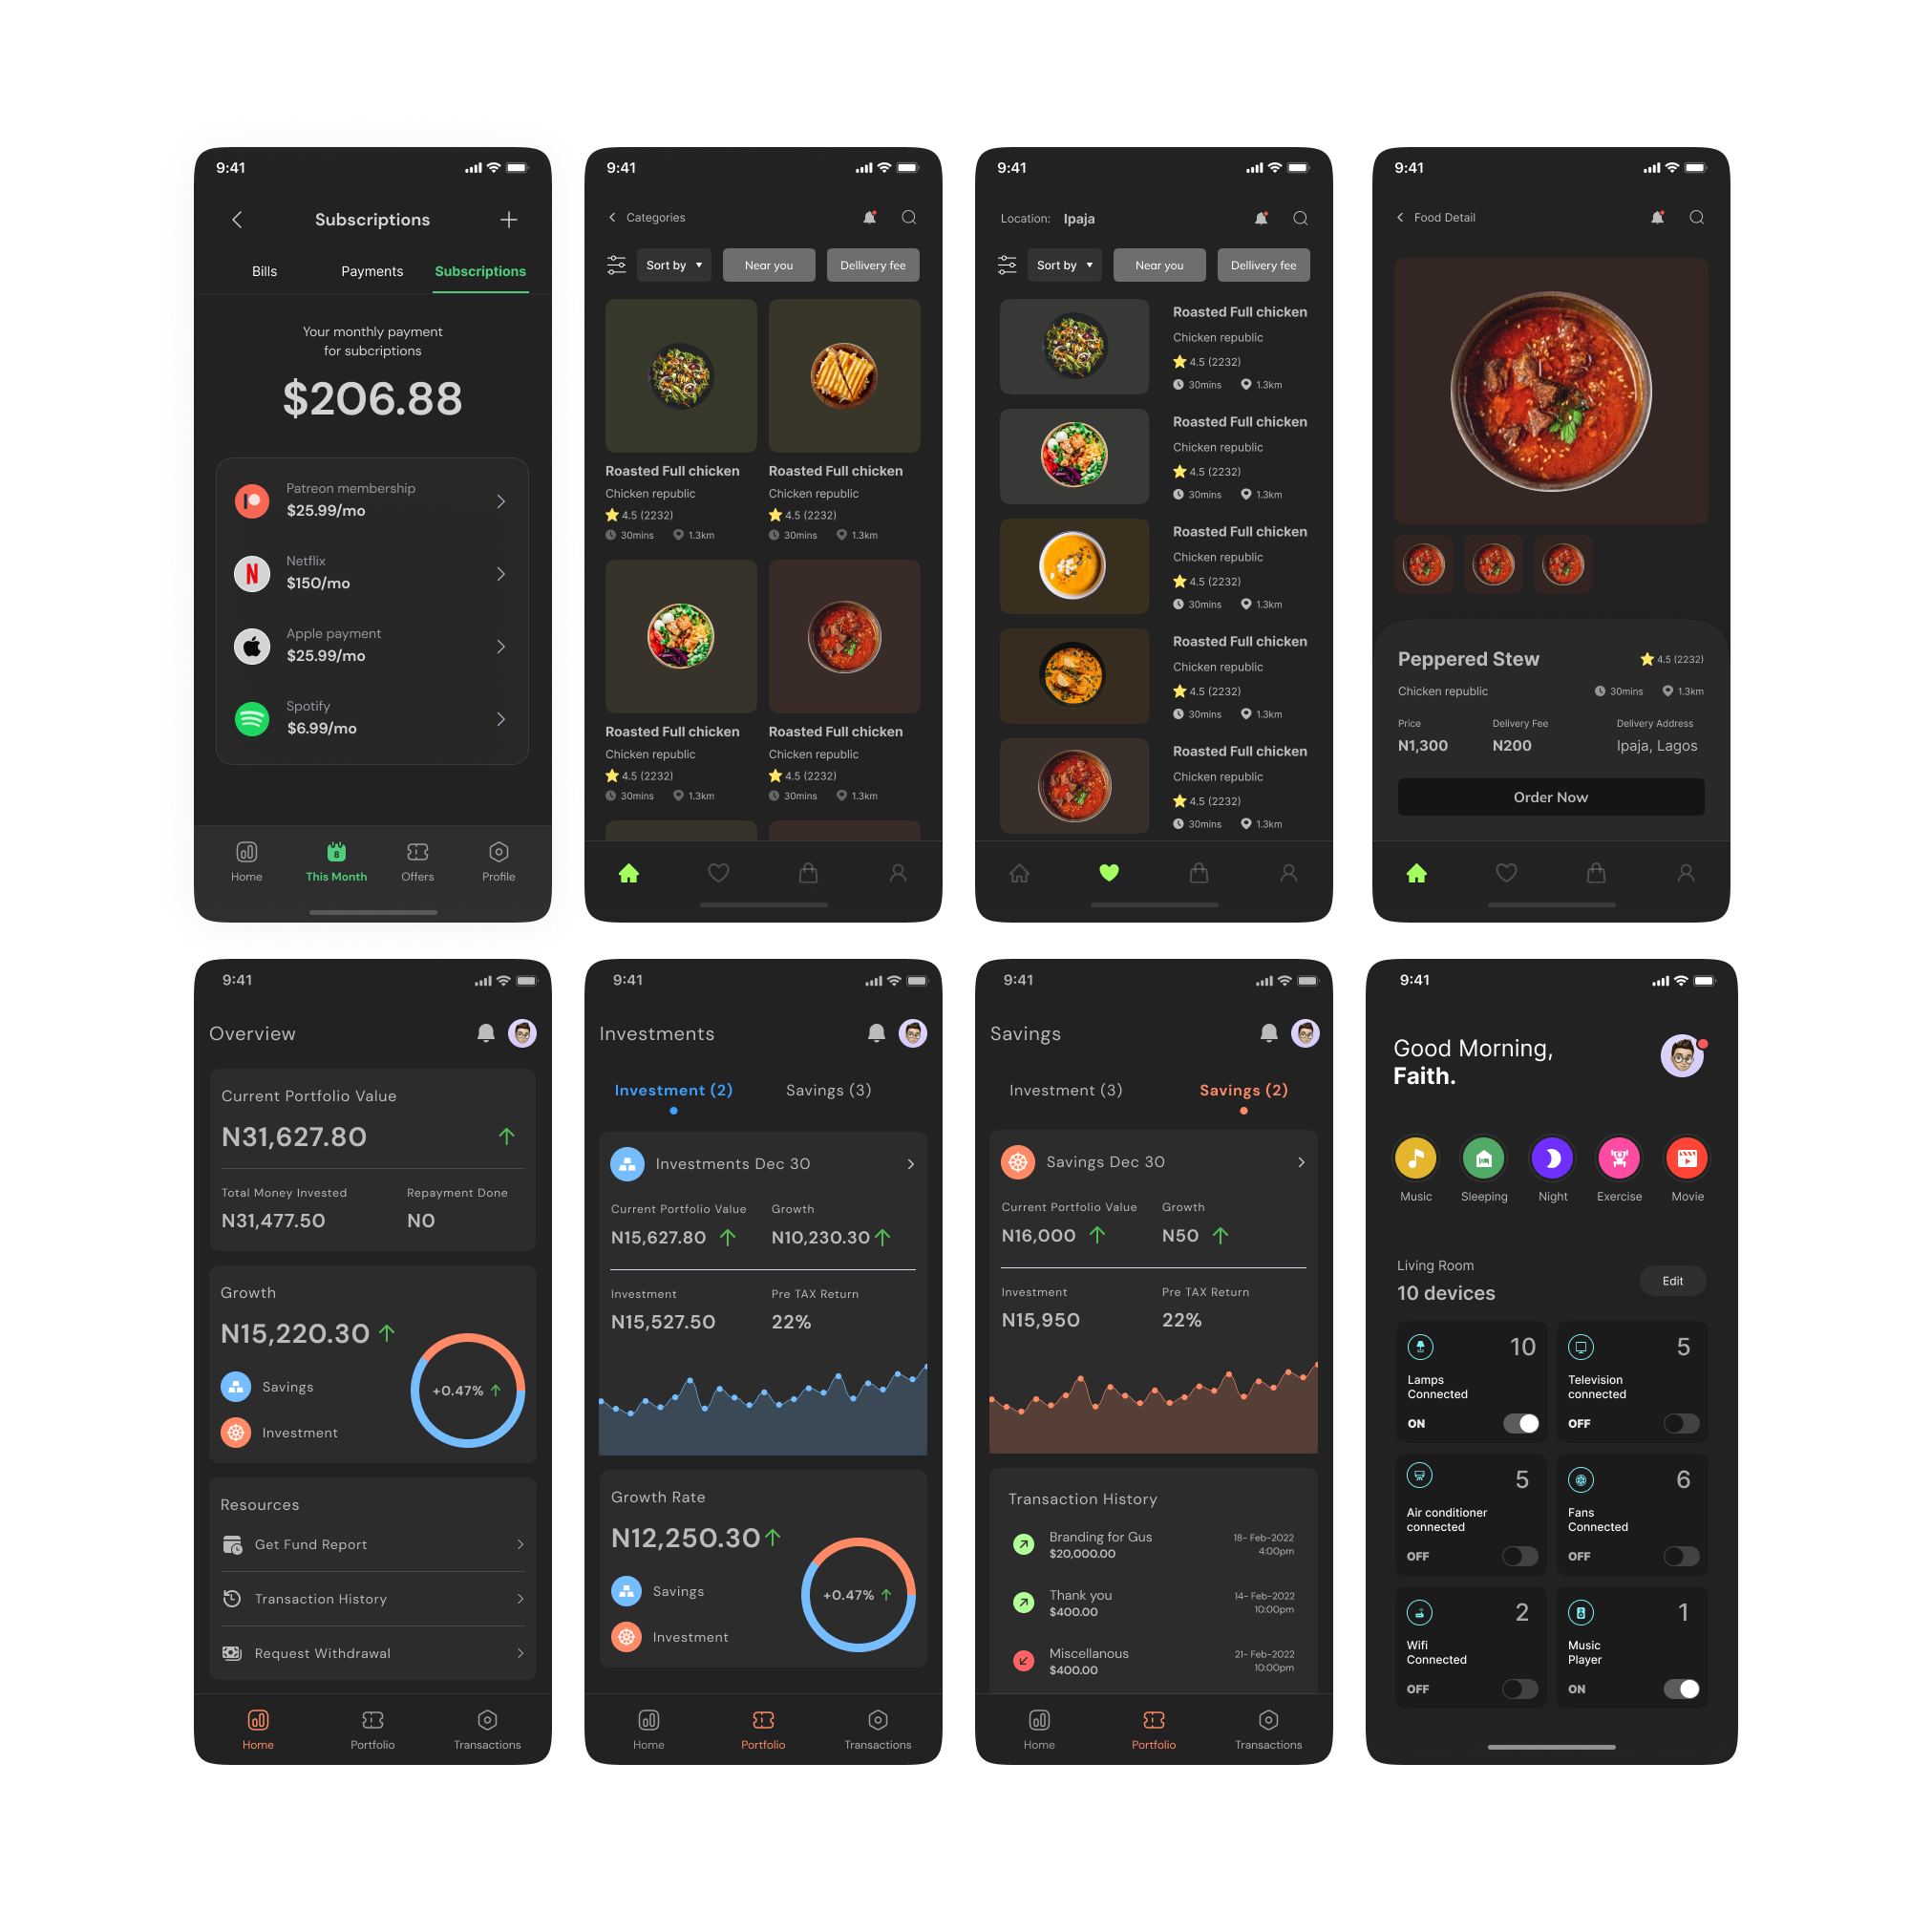 9:41
Subscriptions
Bills Payments Subscriptions
Your monthly payment
for subcriptions
$206.88
Patreon membership
$25.99/mo
Netflix
$150/mo
Apple payment
$25.99/mo
Spotify
$6.99/mo
8
Home This Month Offers Profile
9:41
Categories
Sort by Near you Dellivery fee
Roasted Full chicken Roasted Full chicken
Chicken republic Chicken republic
4.5 (2232) 4.5 (2232)
30mins 1.3km 30mins 1.3km
Roasted Full chicken Roasted Full chicken
Chicken republic Chicken republic
4.5 (2232) 4.5 (2232)
30mins 1.3km 30mins 1.3km
9:41
Location: Ipaja
Sort by Near you Dellivery fee
Roasted Full chicken
Chicken republic
4.5 (2232)
30mins 1.3km
Roasted Full chicken
Chicken republic
4.5 (2232)
30mins 1.3km
Roasted Full chicken
Chicken republic
4.5 (2232)
30mins 1.3km
Roasted Full chicken
Chicken republic
4.5 (2232)
30mins 1.3km
Roasted Full chicken
Chicken republic
4.5 (2232)
30mins 1.3km
9:41
Food Detail
Peppered Stew 4.5 (2232)
Chicken republic 30mins 1.3km
Price Delivery Fee Delivery Address
N1,300 N200 Ipaja, Lagos
Order Now
9:41
Overview
Current Portfolio Value
N31,627.80
Total Money Invested Repayment Done
N31,477.50 N0
Growth
N15,220.30
Savings
Investment
+0.47%
Resources
Get Fund Report
Transaction History
Request Withdrawal
Home Portfolio Transactions
9:41
Investments
Investment (2) Savings (3)
Investments Dec 30
Current Portfolio Value Growth
N15,627.80 N10,230.30
Investment Pre TAX Return
N15,527.50 22%
Growth Rate
N12,250.30
Savings
Investment
+0.47%
Home Portfolio Transactions
9:41
Savings
Investment (3) Savings (2)
Savings Dec 30
Current Portfolio Value Growth
N16,000 N50
Investment Pre TAX Return
N15,950 22%
Transaction History
Branding for Gus 18- Feb-2022
$20,000.00 4:00pm
Thank you 14- Feb-2022
$400.00 10:00pm
Miscellanous 21- Feb-2022
$400.00 10:00pm
Home Portfolio Transactions
9:41
Good Morning,
Faith.
Music Sleeping Night Exercise Movie
Living Room
10 devices
Edit
10
Lamps
Connected
ON
5
Television
connected
OFF
5
Air conditioner
connected
OFF
6
Fans
Connected
OFF
2
Wifi
Connected
OFF
1
Music
Player
ON